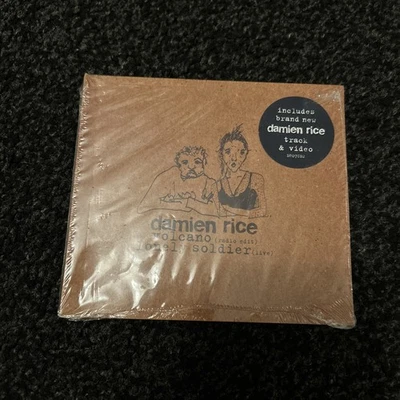 includes
brand new
damien rice
track
& video
damien rice
volcano (radio edit)
lonely soldier (live)